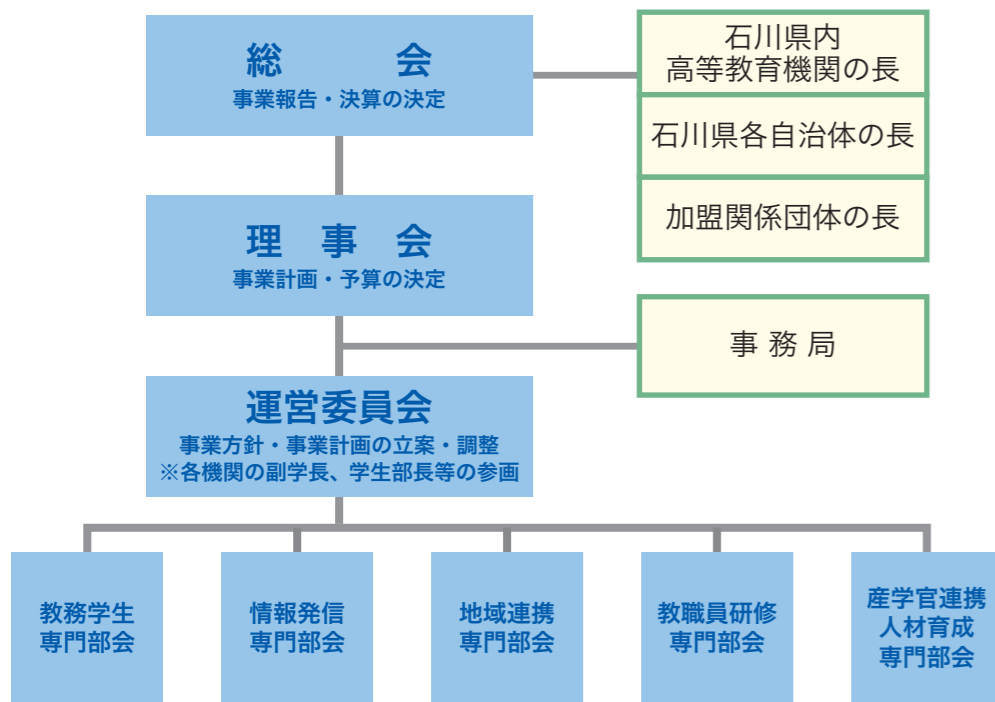 総 会
事業報告・決算の決定
石川県内
高等教育機関の長
石川県各自治体の長
加盟関係団体の長
理 事 会
事業計画・予算の決定
事 務 局
運営委員会
事業方針・事業計画の立案・調整
※各機関の副学長、学生部長等の参画
教務学生
専門部会
情報発信
専門部会
地域連携
専門部会
教職員研修
専門部会
産学官連携
人材育成
専門部会